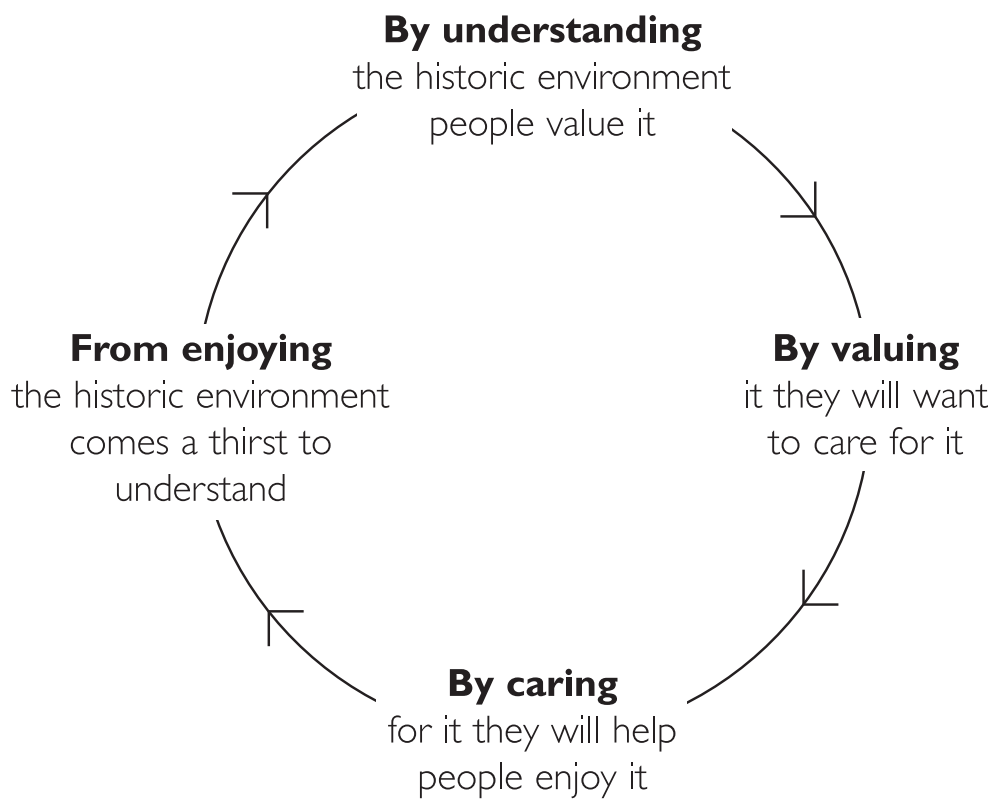 By understanding
the historic environment
people value it
By valuing
it they will want
to care for it
By caring
for it they will help
people enjoy it
From enjoying
the historic environment
comes a thirst to
understand